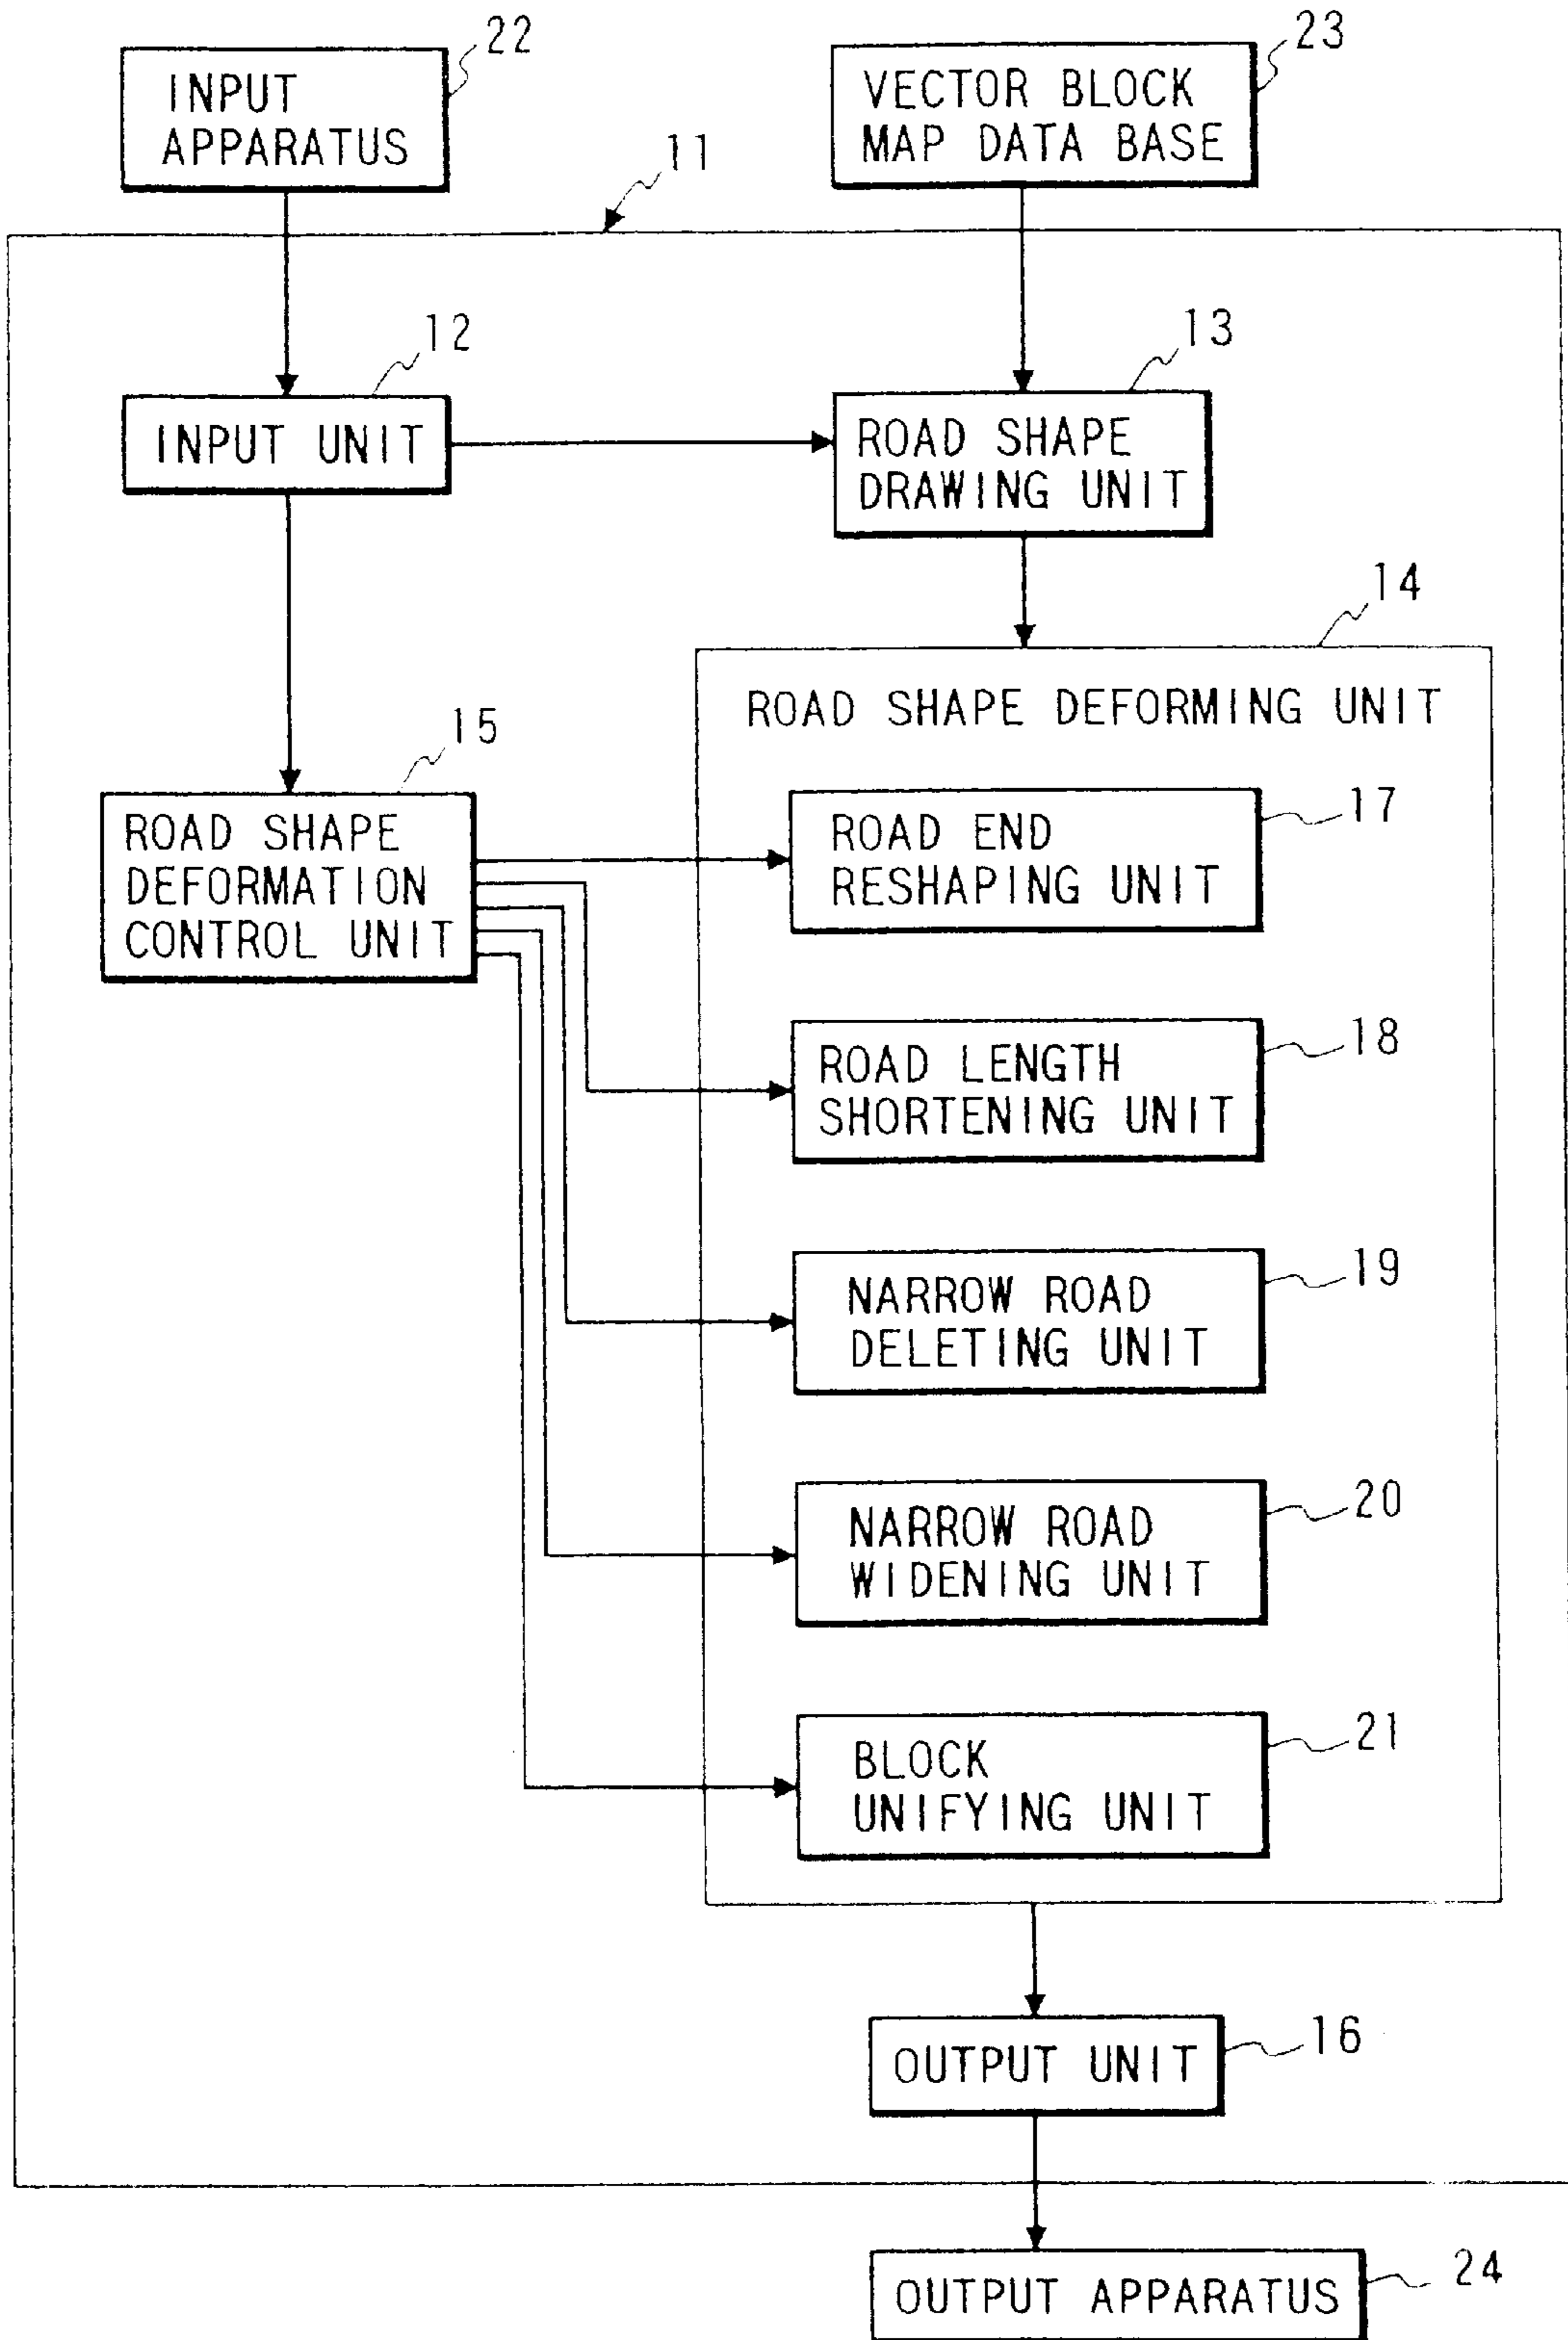 22
INPUT
APPARATUS
23
VECTOR BLOCK
MAP DATA BASE
11
12
INPUT UNIT
13
ROAD SHAPE
DRAWING UNIT
14
ROAD SHAPE DEFORMING UNIT
15
ROAD SHAPE
DEFORMATION
CONTROL UNIT
17
ROAD END
RESHAPING UNIT
18
ROAD LENGTH
SHORTENING UNIT
19
NARROW ROAD
DELETING UNIT
20
NARROW ROAD
WIDENING UNIT
21
BLOCK
UNIFYING UNIT
16
OUTPUT UNIT
24
OUTPUT APPARATUS